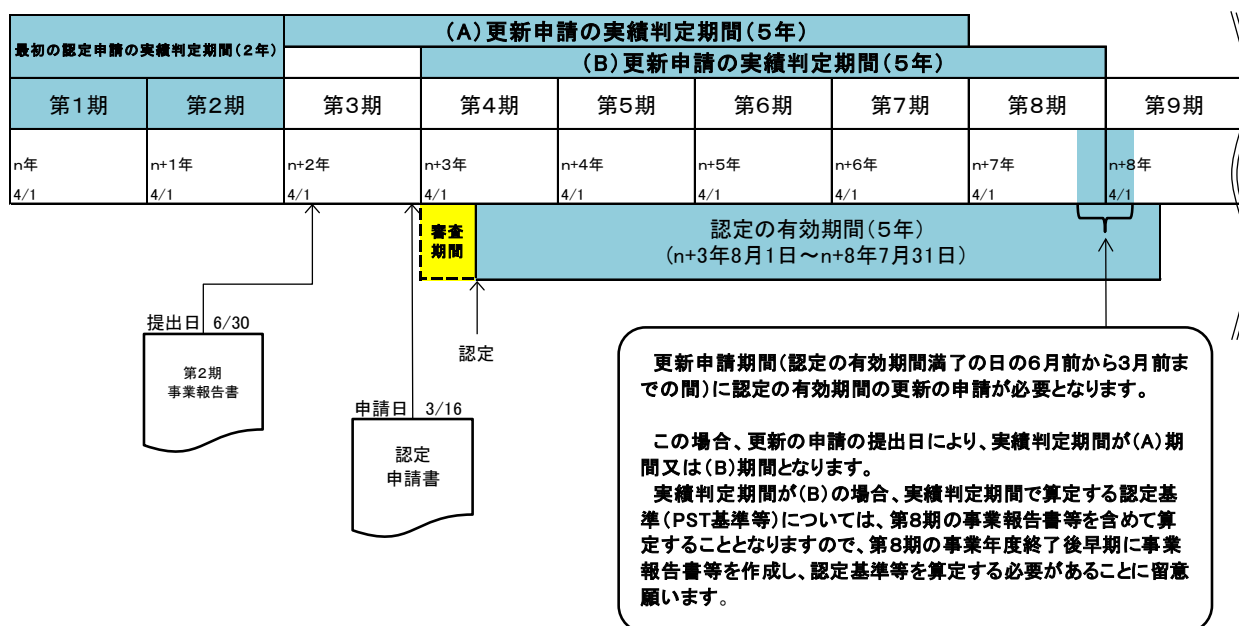 (A)更新申請の実績判定期間(5年)
最初の認定申請の実績判定期間(2年)
(B)更新申請の実績判定期間(5年)
第1期
第2期
第3期
第4期
第5期
第6期
第7期
第8期
第9期
n年
n+1年
n+2年
n+3年
n+4年
n+5年
n+6年
n+7年
n+8年
4/1
4/1
4/1
4/1
4/1
4/1
4/1
4/1
4/1
審査
期間
認定の有効期間(5年)
(n+3年8月1日～n+8年7月31日)
提出日 6/30
第2期
事業報告書
認定
申請日 3/16
認定
申請書
更新申請期間(認定の有効期間満了の日の6月前から3月前ま
での間)に認定の有効期間の更新の申請が必要となります。
この場合、更新の申請の提出日により、実績判定期間が(A)期
間又は(B)期間となります。
実績判定期間が(B)の場合、実績判定期間で算定する認定基
準(PST基準等)については、第8期の事業報告書等を含めて算
定することとなりますので、第8期の事業年度終了後早期に事業
報告書等を作成し、認定基準等を算定する必要があることに留意
願います。